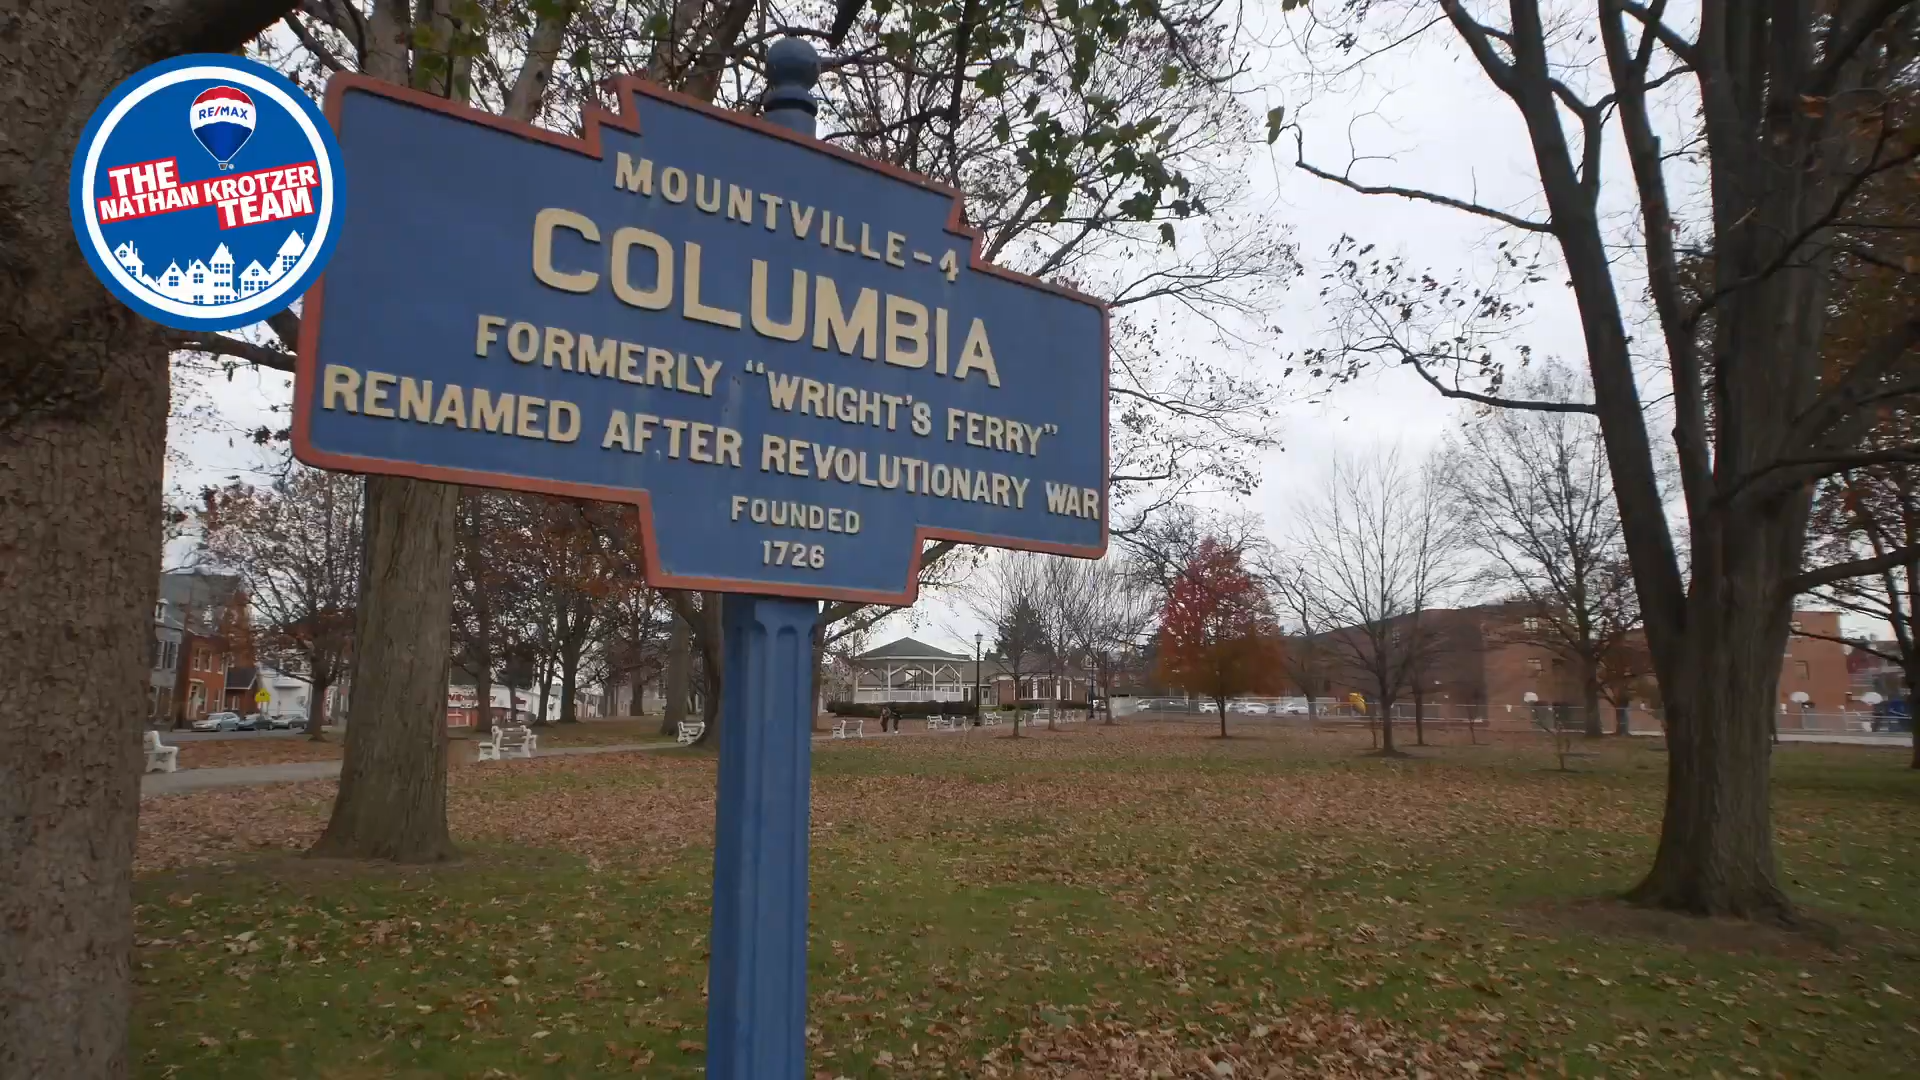 RE/MAX
THE
NATHAN KROTZER
TEAM
MOUNTVILLE-4
COLUMBIA
FORMERLY “WRIGHT'S FERRY”
RENAMED AFTER REVOLUTIONARY WAR
FOUNDED
1726